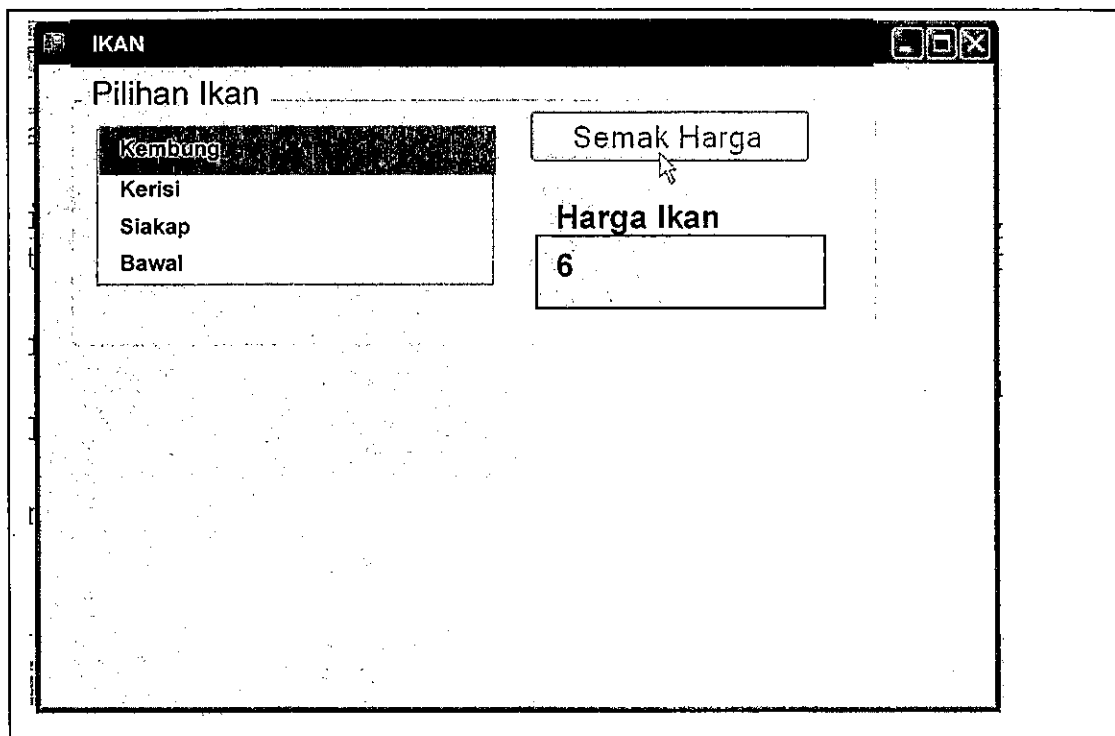 IKAN
Pilihan Ikan
Kembung
Kerisi
Siakap
Bawal
Semak Harga
Harga Ikan
6